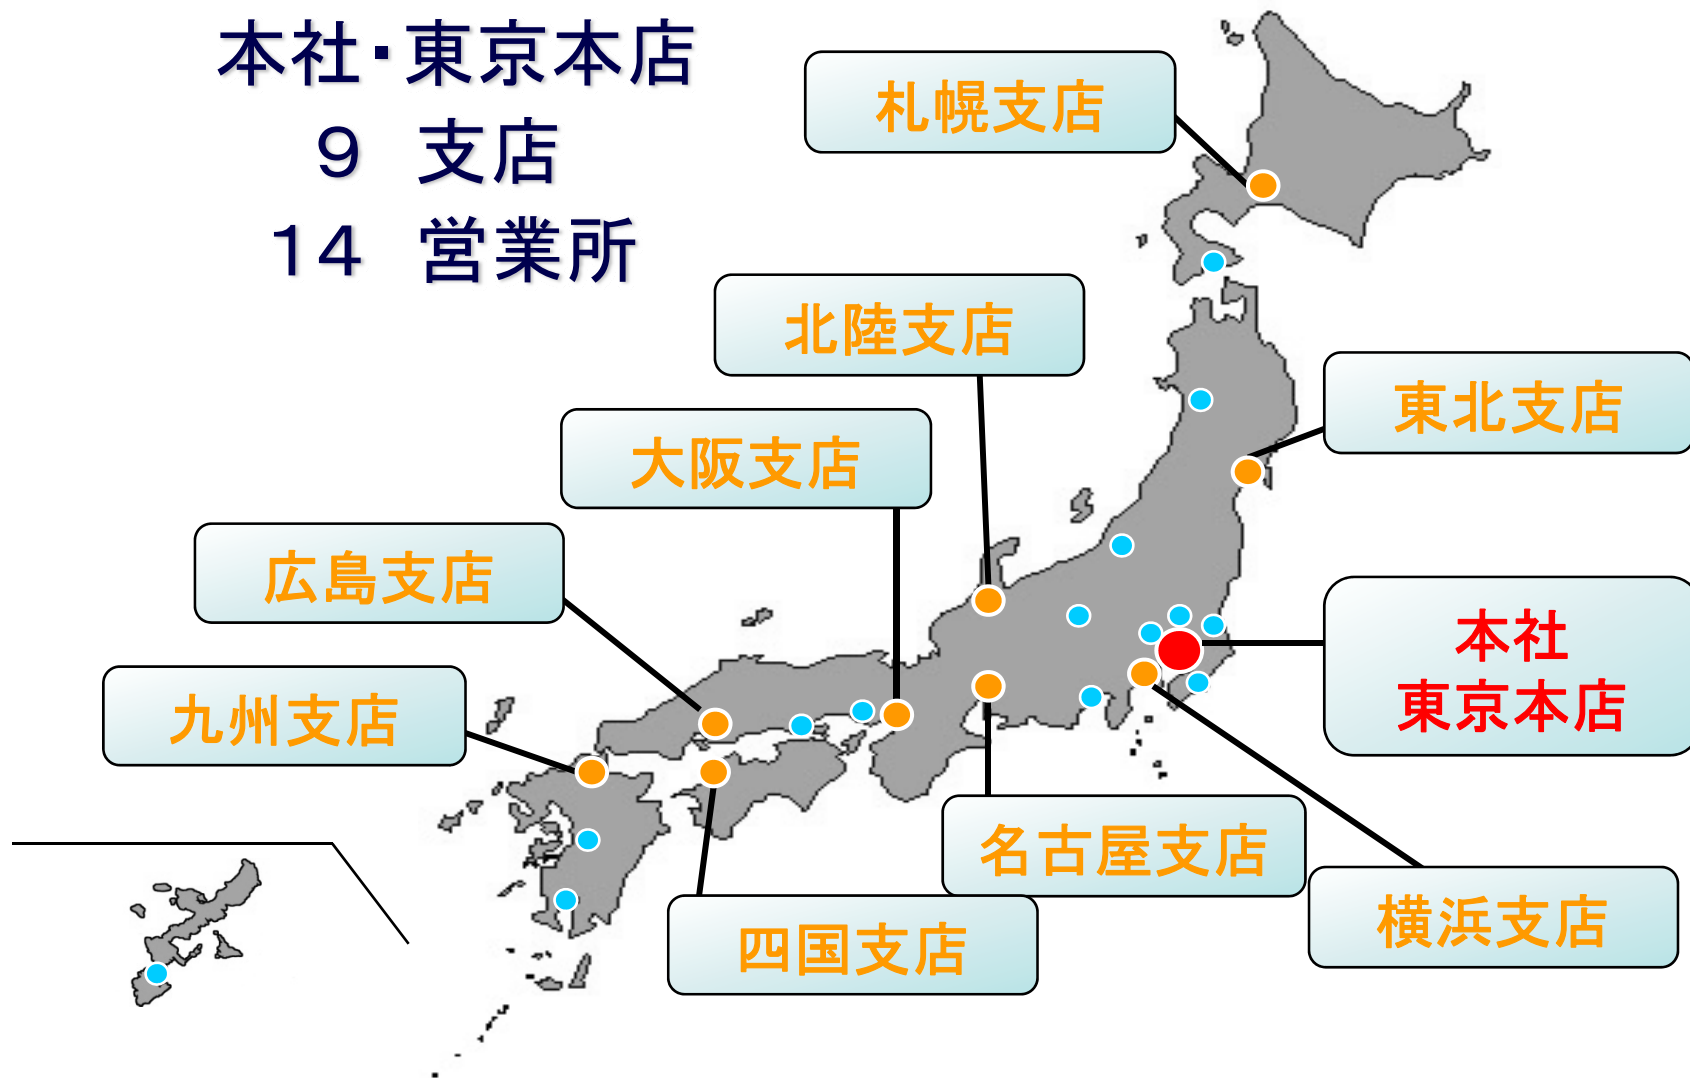 本社・東京本店
９　支店
１４　営業所
札幌支店
北陸支店
東北支店
大阪支店
広島支店
本社
東京本店
九州支店
名古屋支店
横浜支店
四国支店